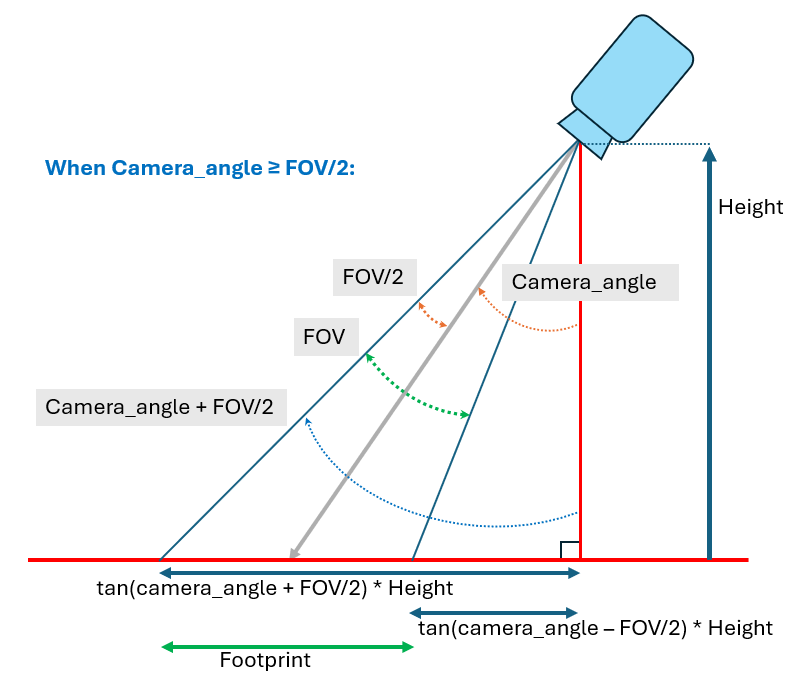 When Camera_angle ≥ FOV/2:
Height
FOV/2
Camera_angle
FOV
Camera_angle + FOV/2
tan(camera_angle + FOV/2) * Height
tan(camera_angle – FOV/2) * Height
Footprint